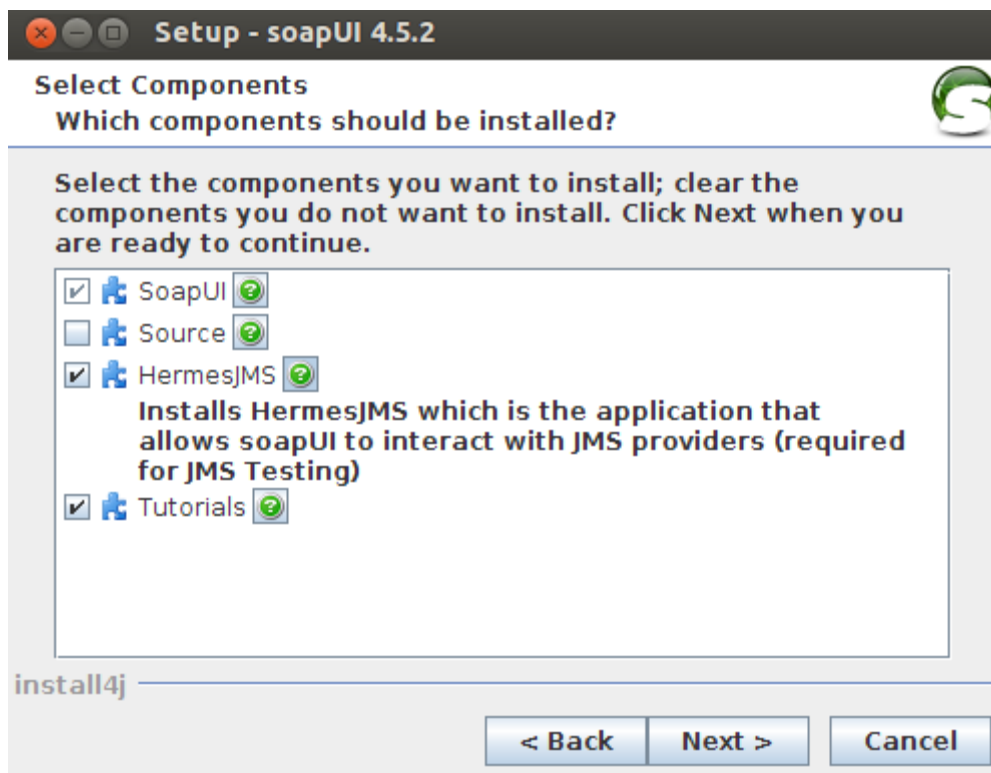 Setup - soapUI 4.5.2
Select Components
Which components should be installed?
Select the components you want to install; clear the
components you do not want to install. Click Next when you
are ready to continue.
SoapUI
Source
HermesJMS
Installs HermesJMS which is the application that
allows soapUI to interact with JMS providers (required
for JMS Testing)
Tutorials
install4j
< Back Next > Cancel